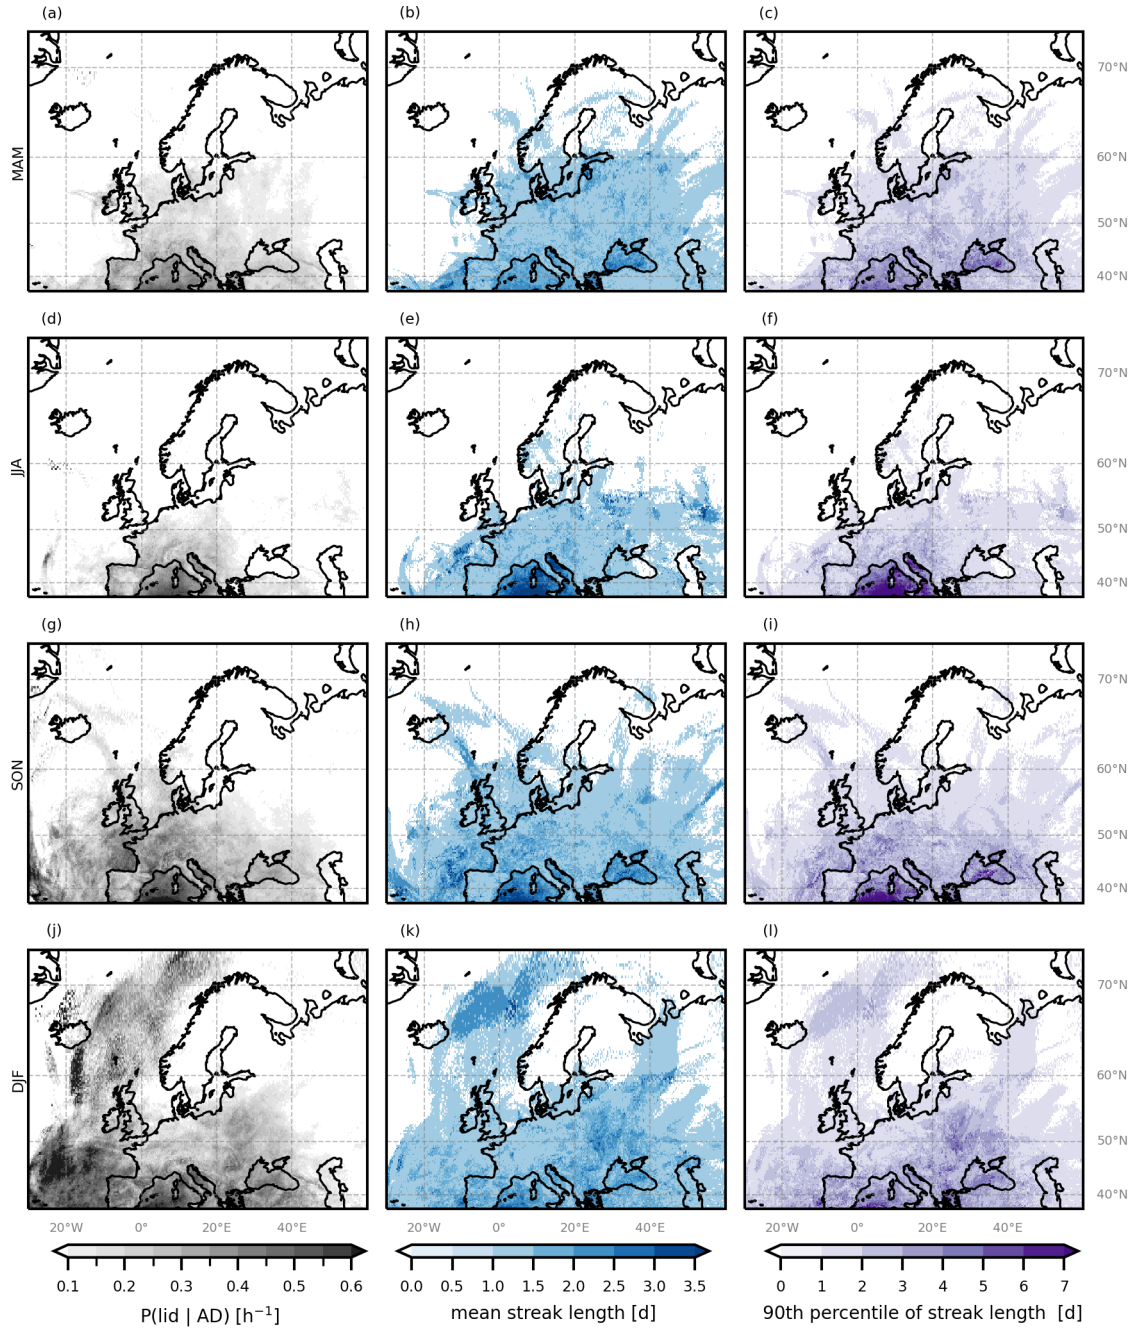 (a) (b) (c)
70°N
60°N
MAM
50°N
40°N
(d) (e) (f)
70°N
60°N
JJA
50°N
40°N
(g) (h) (i)
70°N
60°N
SON
50°N
40°N
(j) (k) (l)
70°N
60°N
DJF
50°N
40°N
20°W 0° 20°E 40°E 20°W 0° 20°E 40°E 20°W 0° 20°E 40°E
0.1 0.2 0.3 0.4 0.5 0.6 0.0 0.5 1.0 1.5 2.0 2.5 3.0 3.5 0 1 2 3 4 5 6 7
P(lid | AD) [h⁻¹] mean streak length [d] 90th percentile of streak length [d]